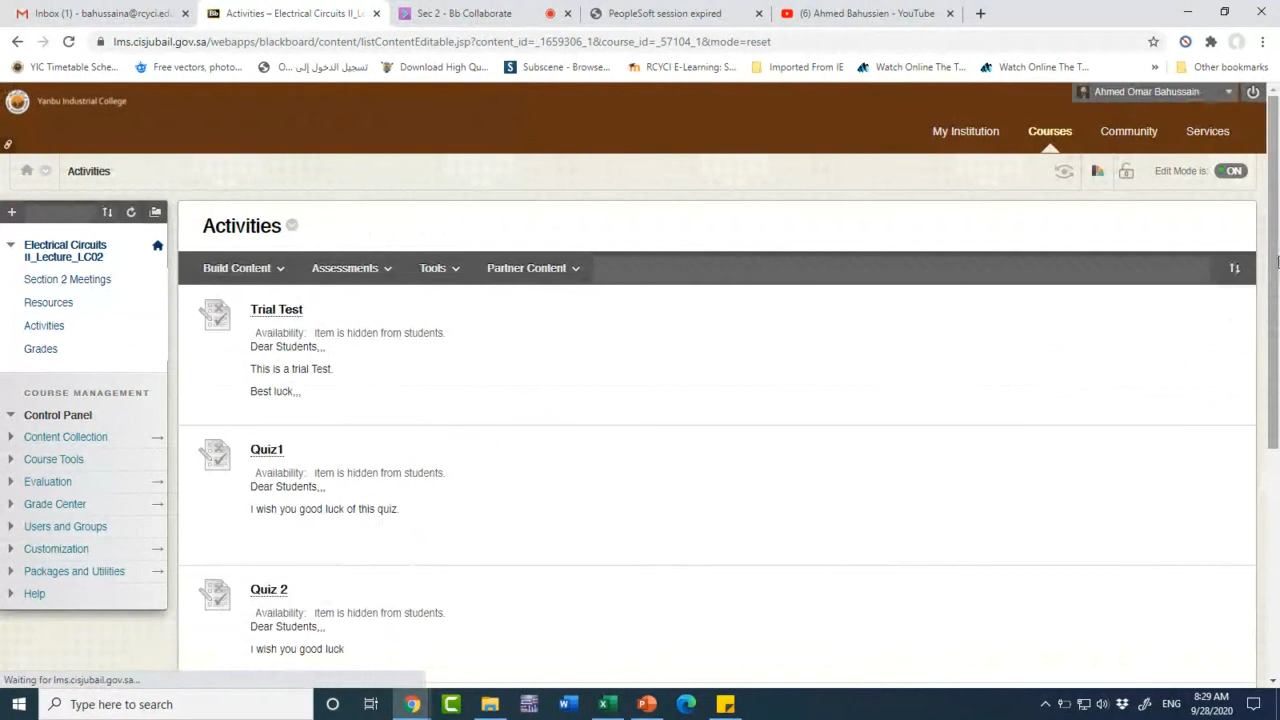 Inbox (1) - bahussaina@rcyci.ed
Activities – Electrical Circuits II_Le
Sec 2 - Bb Collaborate
PeopleSoft session expired
(6) Ahmed Bahussien - YouTube
lms.cisjubail.gov.sa/webapps/blackboard/content/listContentEditable.jsp?content_id=_1659306_1&course_id=_57104_1&mode=reset
YIC Timetable Sche...
Free vectors, photo...
تسجيل الدخول إلى O...
Download High Qu...
Subscene - Browse...
RCYCI E-Learning: S...
Imported From IE
Watch Online The T...
Watch Online The T...
»
Other bookmarks
Yanbu Industrial College
Ahmed Omar Bahussain
My Institution
Courses
Community
Services
Activities
Edit Mode is: ON
Electrical Circuits
II_Lecture_LC02
Section 2 Meetings
Resources
Activities
Grades
COURSE MANAGEMENT
Control Panel
Content Collection
Course Tools
Evaluation
Grade Center
Users and Groups
Customization
Packages and Utilities
Help
Activities
Build Content
Assessments
Tools
Partner Content
Trial Test
Availability: Item is hidden from students.
Dear Students,,,
This is a trial Test.
Best luck,,,
Quiz1
Availability: Item is hidden from students.
Dear Students,,,
I wish you good luck of this quiz.
Quiz 2
Availability: Item is hidden from students.
Dear Students,,,
I wish you good luck
Waiting for lms.cisjubail.gov.sa...
Type here to search
ENG
8:29 AM
9/28/2020